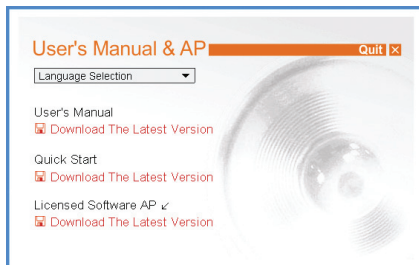 User's Manual & AP
Quit
Language Selection
User's Manual
Download The Latest Version
Quick Start
Download The Latest Version
Licensed Software AP
Download The Latest Version